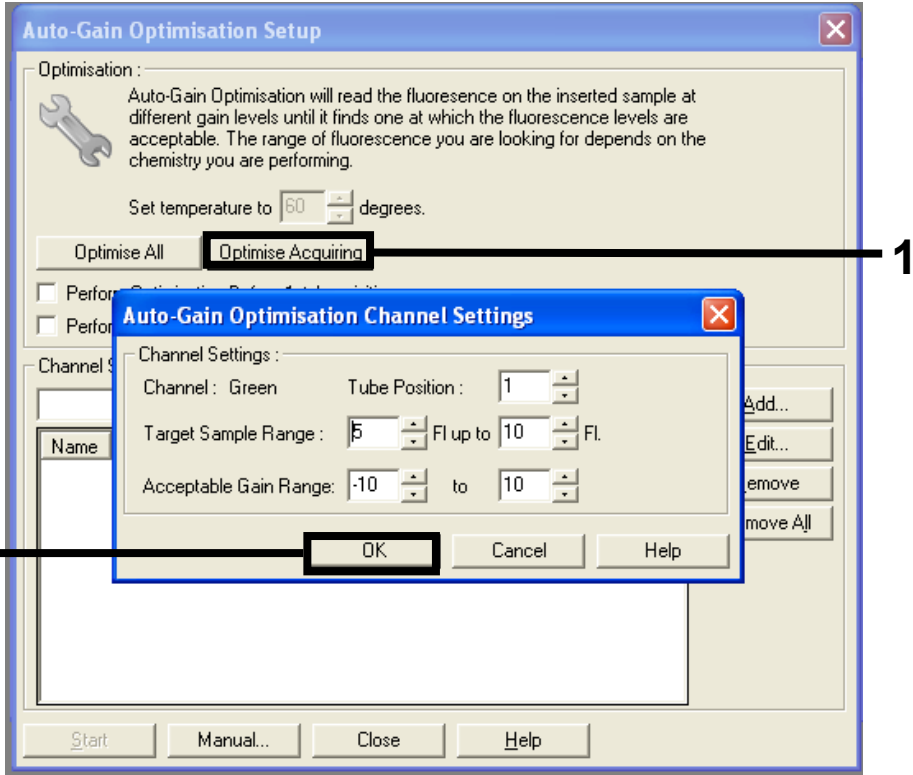 Auto-Gain Optimisation Setup
Optimisation :
Auto-Gain Optimisation will read the fluoresence on the inserted sample at
different gain levels until it finds one at which the fluorescence levels are
acceptable. The range of fluorescence you are looking for depends on the
chemistry you are performing.
Set temperature to 60 degrees.
Optimise All Optimise Acquiring 1
Perfor
Auto-Gain Optimisation Channel Settings
Perfor
Channel Settings :
Channel : Green Tube Position : 1
Channel S
Add...
Target Sample Range : 5 Fl up to 10 Fl.
Name Edit...
Acceptable Gain Range: -10 to 10
emove
move All
OK Cancel Help
Start Manual... Close Help